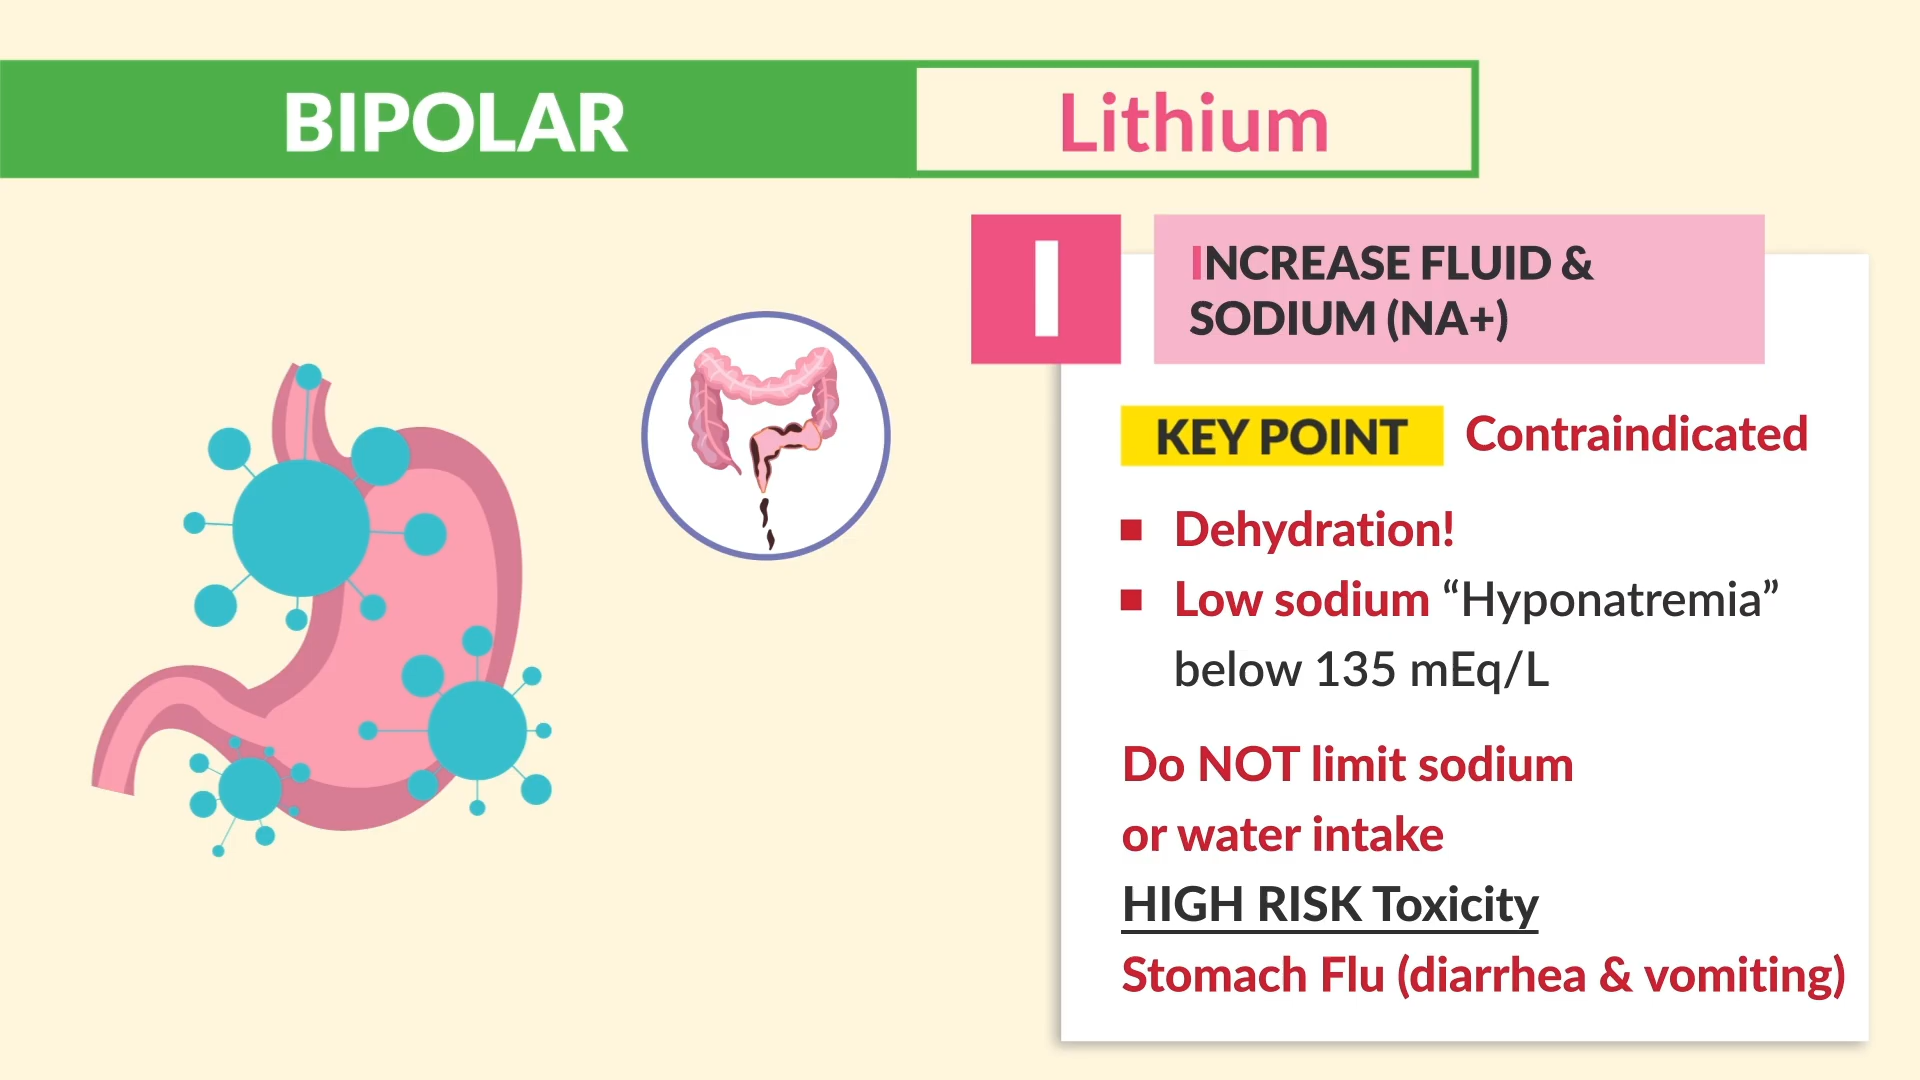 BIPOLAR
Lithium
I
INCREASE FLUID &
SODIUM (NA+)
KEY POINT Contraindicated
▪ Dehydration!
▪ Low sodium “Hyponatremia”
below 135 mEq/L
Do NOT limit sodium
or water intake
HIGH RISK Toxicity
Stomach Flu (diarrhea & vomiting)